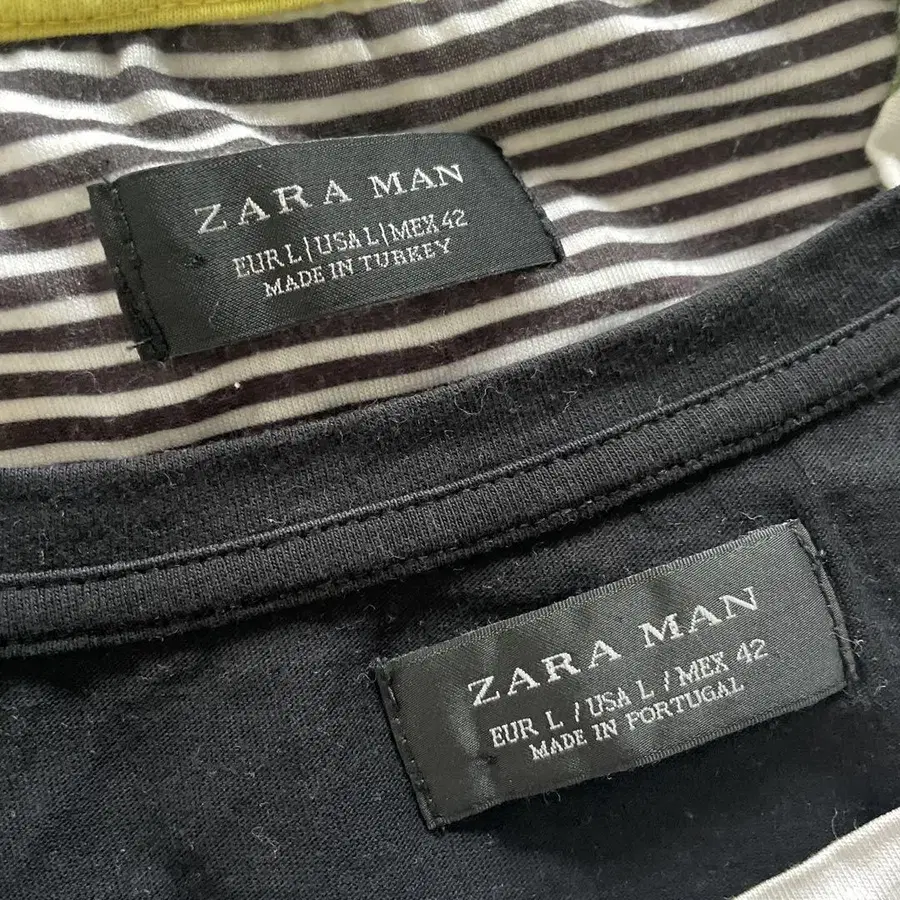 ZARA MAN
EUR L | USA L | MEX 42
MADE IN TURKEY
ZARA MAN
EUR L / USA L / MEX 42
MADE IN PORTUGAL